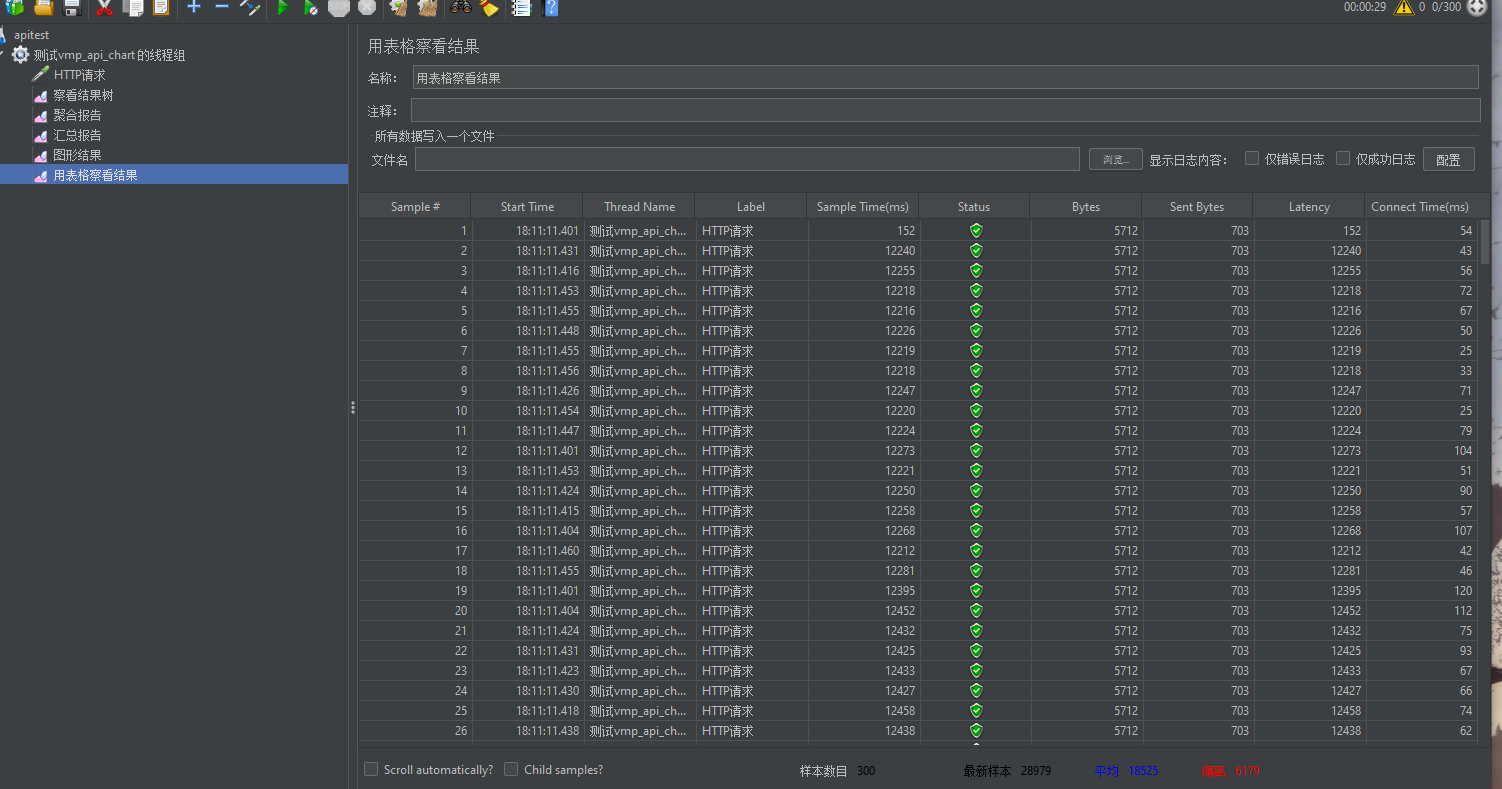 STOP
?
00:00:29 0 0/300
apitest
测试vmp_api_chart 的线程组
HTTP请求
察看结果树
聚合报告
汇总报告
图形结果
用表格察看结果
用表格察看结果
名称: 用表格察看结果
注释:
所有数据写入一个文件
文件名 浏览... 显示日志内容: 仅错误日志 仅成功日志 配置
Sample # Start Time Thread Name Label Sample Time(ms) Status Bytes Sent Bytes Latency Connect Time(ms)
1 18:11:11.401 测试vmp_api_ch... HTTP请求 152 5712 703 152 54
2 18:11:11.431 测试vmp_api_ch... HTTP请求 12240 5712 703 12240 43
3 18:11:11.416 测试vmp_api_ch... HTTP请求 12255 5712 703 12255 56
4 18:11:11.453 测试vmp_api_ch... HTTP请求 12218 5712 703 12218 72
5 18:11:11.455 测试vmp_api_ch... HTTP请求 12216 5712 703 12216 67
6 18:11:11.448 测试vmp_api_ch... HTTP请求 12226 5712 703 12226 50
7 18:11:11.455 测试vmp_api_ch... HTTP请求 12219 5712 703 12219 25
8 18:11:11.456 测试vmp_api_ch... HTTP请求 12218 5712 703 12218 33
9 18:11:11.426 测试vmp_api_ch... HTTP请求 12247 5712 703 12247 71
10 18:11:11.454 测试vmp_api_ch... HTTP请求 12220 5712 703 12220 25
11 18:11:11.447 测试vmp_api_ch... HTTP请求 12224 5712 703 12224 79
12 18:11:11.401 测试vmp_api_ch... HTTP请求 12273 5712 703 12273 104
13 18:11:11.453 测试vmp_api_ch... HTTP请求 12221 5712 703 12221 51
14 18:11:11.424 测试vmp_api_ch... HTTP请求 12250 5712 703 12250 90
15 18:11:11.415 测试vmp_api_ch... HTTP请求 12258 5712 703 12258 57
16 18:11:11.404 测试vmp_api_ch... HTTP请求 12268 5712 703 12268 107
17 18:11:11.460 测试vmp_api_ch... HTTP请求 12212 5712 703 12212 42
18 18:11:11.455 测试vmp_api_ch... HTTP请求 12281 5712 703 12281 46
19 18:11:11.401 测试vmp_api_ch... HTTP请求 12395 5712 703 12395 120
20 18:11:11.404 测试vmp_api_ch... HTTP请求 12452 5712 703 12452 112
21 18:11:11.424 测试vmp_api_ch... HTTP请求 12432 5712 703 12432 75
22 18:11:11.431 测试vmp_api_ch... HTTP请求 12425 5712 703 12425 93
23 18:11:11.423 测试vmp_api_ch... HTTP请求 12433 5712 703 12433 67
24 18:11:11.430 测试vmp_api_ch... HTTP请求 12427 5712 703 12427 66
25 18:11:11.418 测试vmp_api_ch... HTTP请求 12458 5712 703 12458 74
26 18:11:11.438 测试vmp_api_ch... HTTP请求 12438 5712 703 12438 62
Scroll automatically? Child samples? 样本数目 300 最新样本 28979 平均 18525 偏离 6179